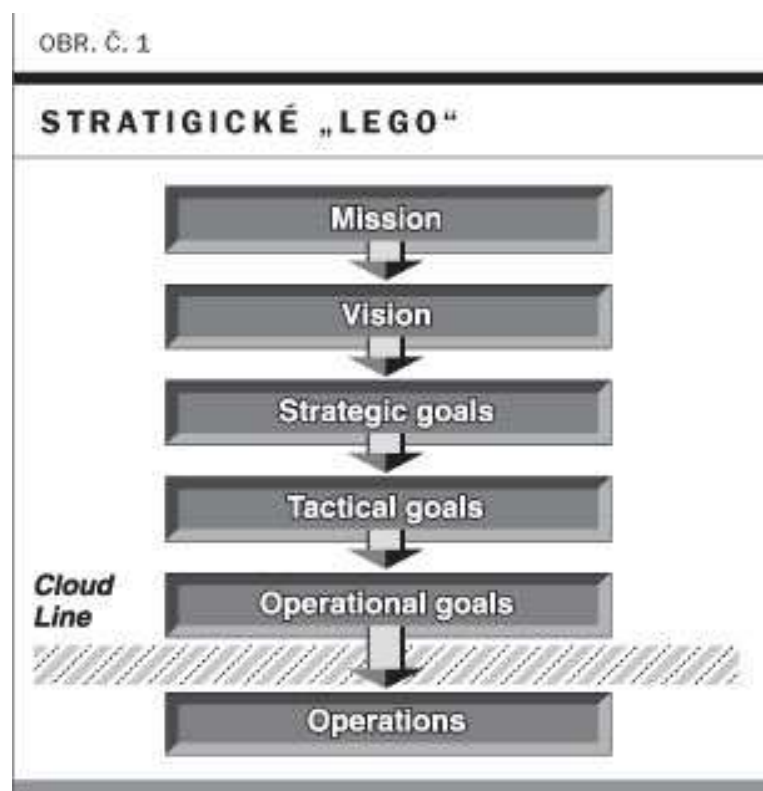 OBR. Č. 1
STRATIGICKÉ „LEGO“
Mission
Vision
Strategic goals
Tactical goals
Cloud
Line
Operational goals
Operations